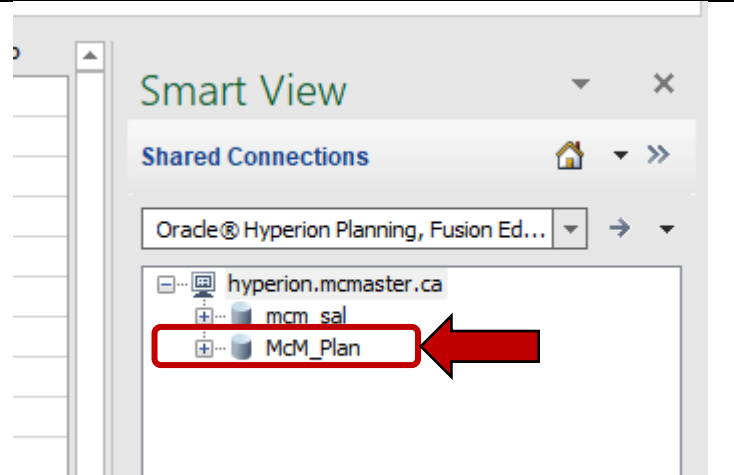 Smart View
Shared Connections
Oracle® Hyperion Planning, Fusion Ed...
hyperion.mcmaster.ca
mcm_sal
McM_Plan